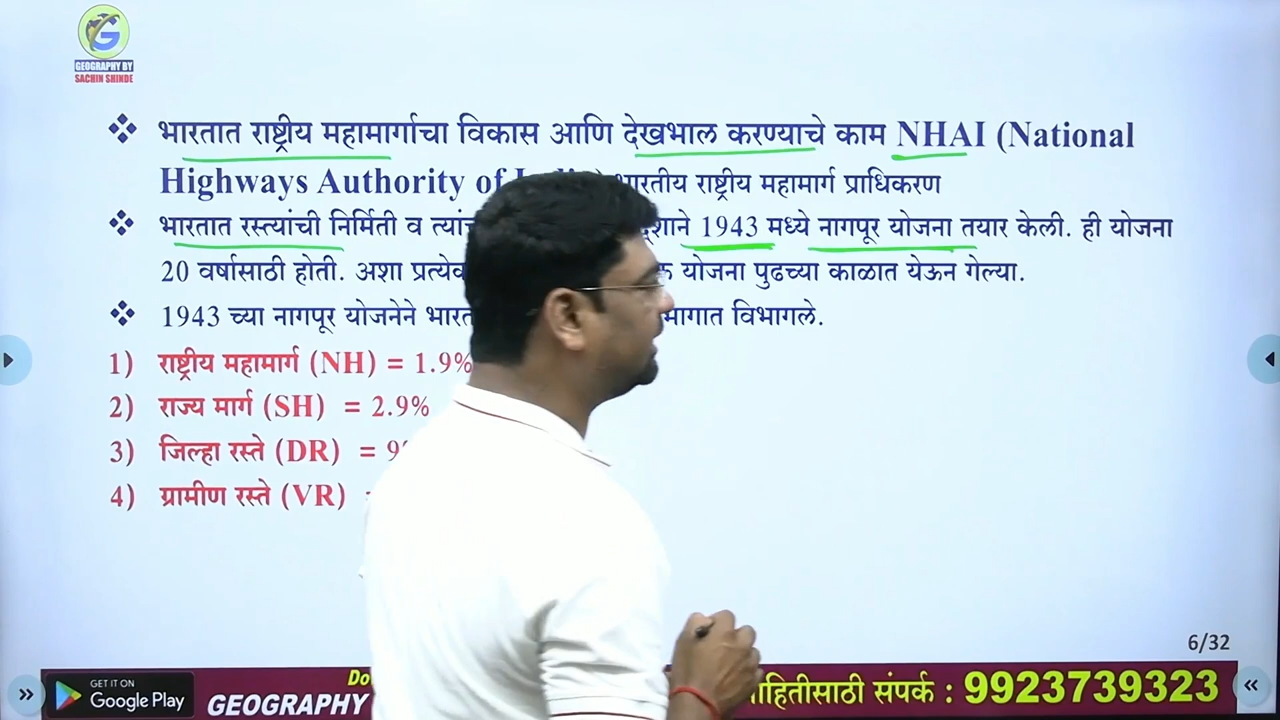 G
GEOGRAPHY BY
SACHIN SHINDE
❖ भारतात राष्ट्रीय महामार्गाचा विकास आणि देखभाल करण्याचे काम NHAI (National
Highways Authority of भारतीय राष्ट्रीय महामार्ग प्राधिकरण
❖ भारतात रस्त्यांची निर्मिती व 1943 मध्ये नागपूर योजना तयार केली. ही योजना
20 वर्षासाठी होती. अशा योजना पुढच्या काळात येऊन गेल्या.
❖ 1943 च्या नागपूर योजनेने विभागले.
1) राष्ट्रीय महामार्ग (NH) = 1.9%
2) राज्य मार्ग (SH) = 2.9%
3) जिल्हा रस्ते (DR) =
4) ग्रामीण रस्ते (VR)
6/32
GET IT ON
Google Play
GEOGRAPHY संपर्क : 9923739323